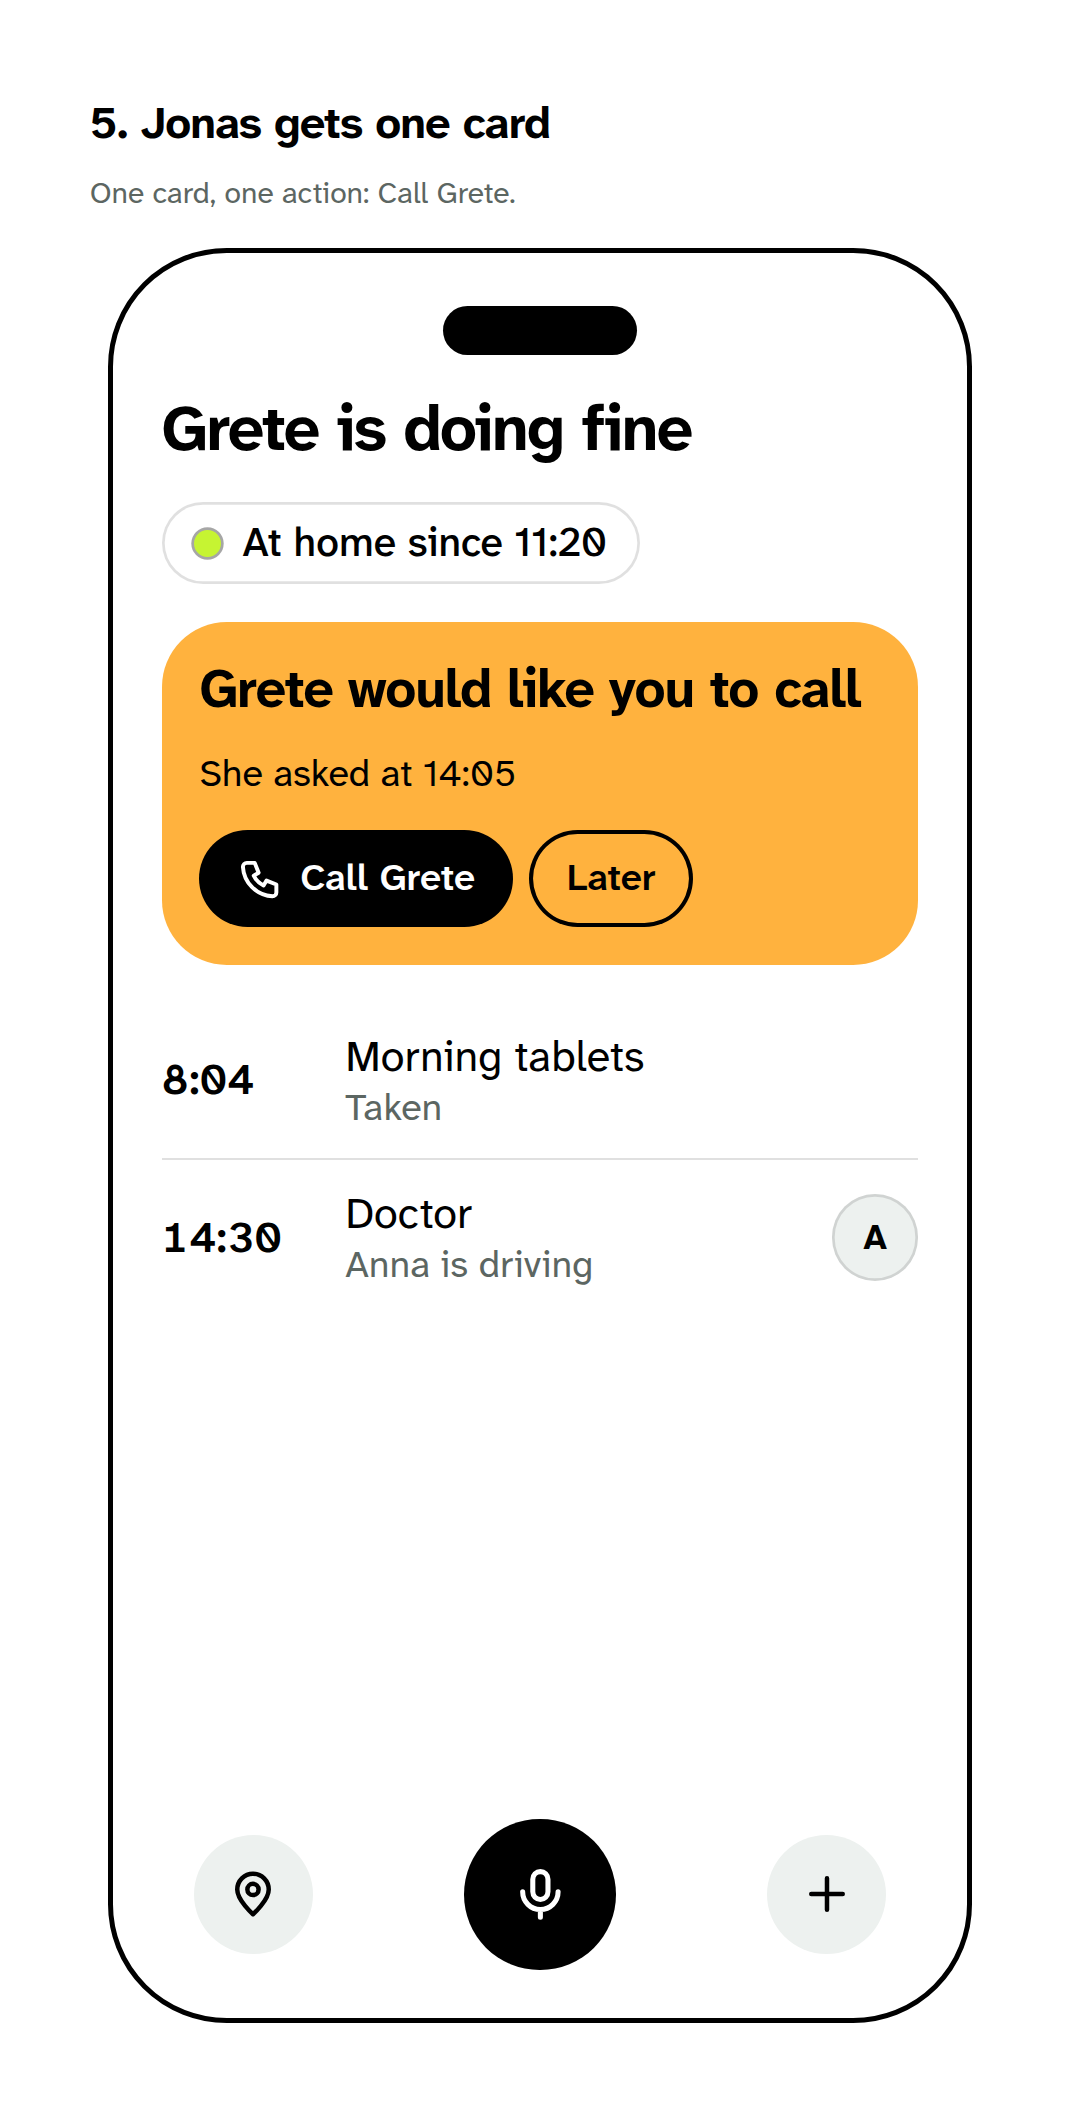 5. Jonas gets one card
One card, one action: Call Grete.
Grete is doing fine
At home since 11:20
Grete would like you to call
She asked at 14:05
Call Grete
Later
8:04
Morning tablets
Taken
14:30
Doctor
Anna is driving
A